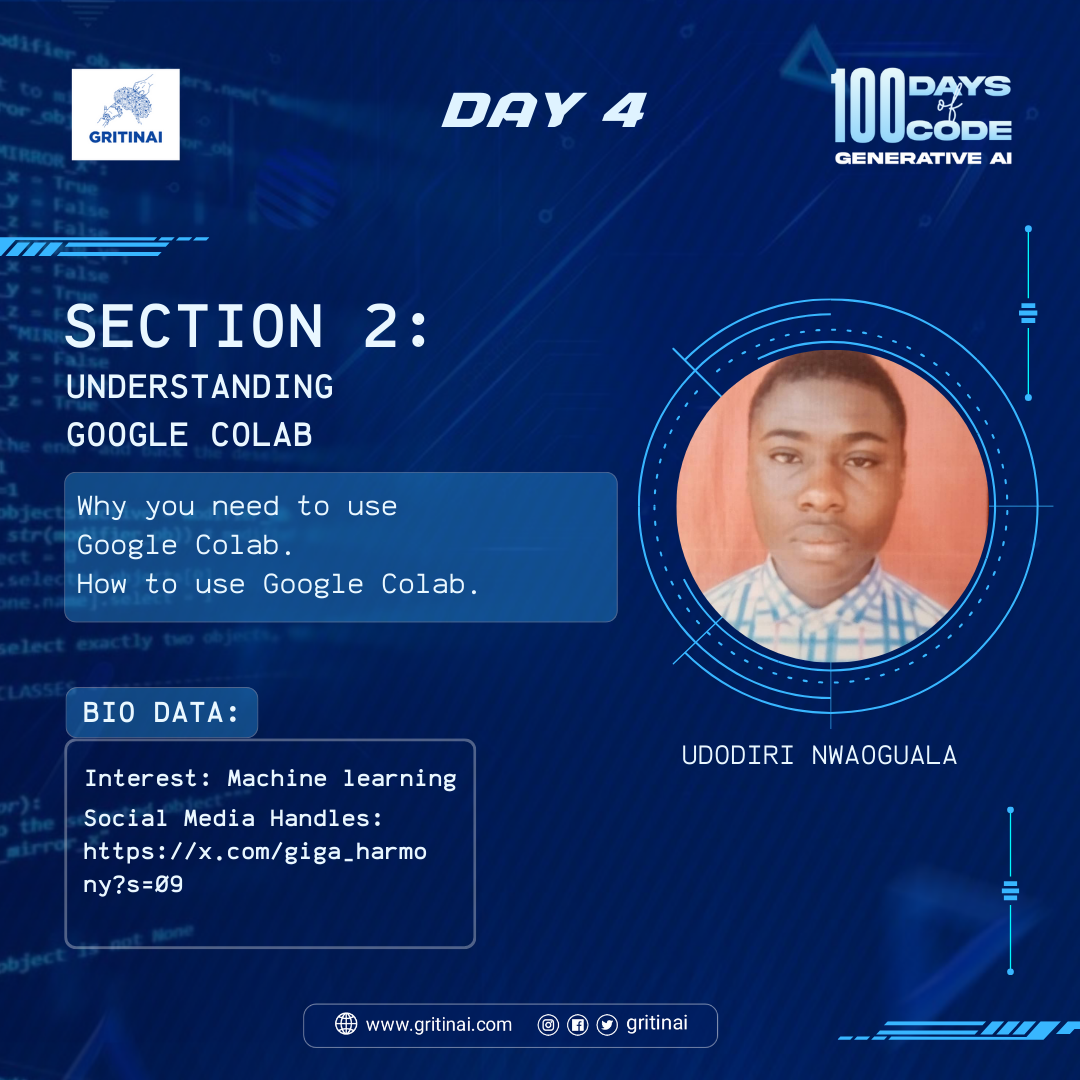 GRITINAI
DAY 4
100 DAYS
of
CODE
GENERATIVE AI
SECTION 2:
UNDERSTANDING
GOOGLE COLAB
Why you need to use
Google Colab.
How to use Google Colab.
BIO DATA:
Interest: Machine learning
Social Media Handles:
https://x.com/giga_harmo
ny?s=09
UDODIRI NWAOGUALA
www.gritinai.com
gritinai